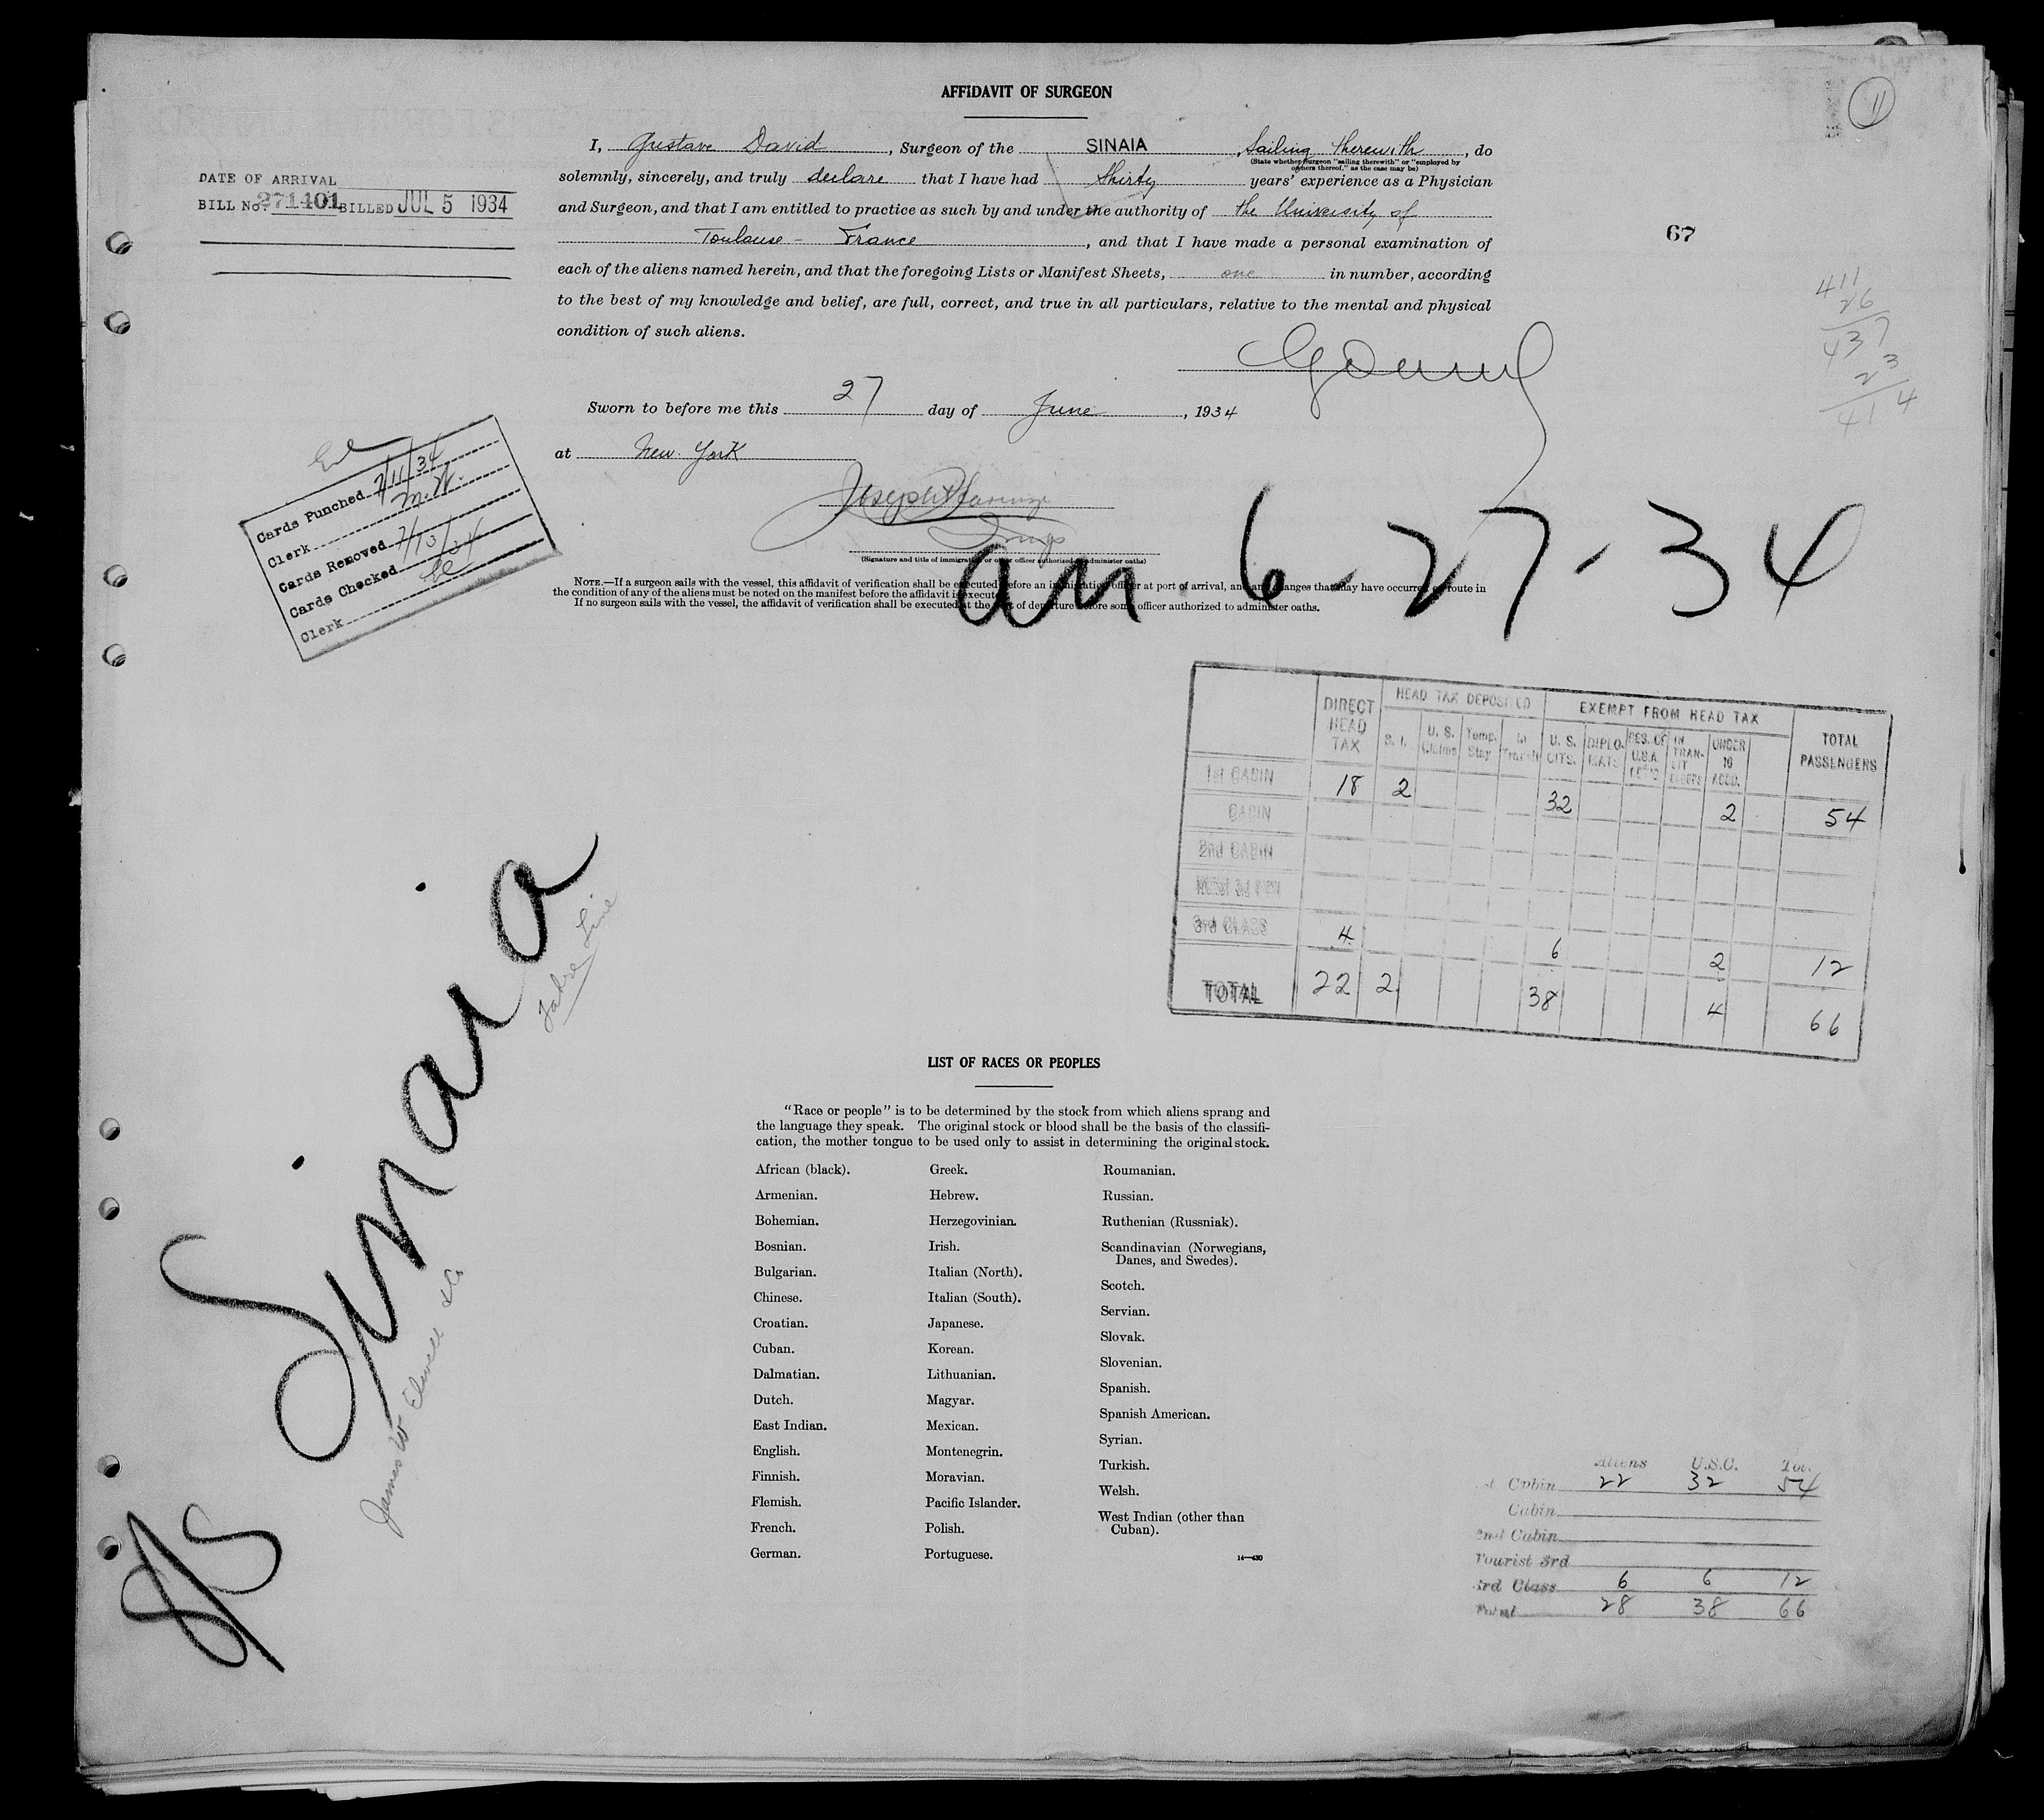 AFFIDAVIT OF SURGEON
11
I, Gustave David, Surgeon of the SINAIA, Sailing therewith, do
(State whether Surgeon "sailing therewith" or "employed by
owners thereof," as the case may be)
solemnly, sincerely, and truly declare that I have had Thirty years' experience as a Physician
and Surgeon, and that I am entitled to practice as such by and under the authority of the University of
Toulouse - France, and that I have made a personal examination of
each of the aliens named herein, and that the foregoing Lists or Manifest Sheets, one in number, according
to the best of my knowledge and belief, are full, correct, and true in all particulars, relative to the mental and physical
condition of such aliens.
DATE OF ARRIVAL
BILL No. 271401 BILLED JUL 5 1934
67
411
26
437
23
414
Sworn to before me this 27 day of June, 1934
at New York
Cards Punched 7/11/34
Clerk M.W.
Cards Removed 7/13/34
Cards Checked
Clerk
(Signature and title of immigration or other officer authorized to administer oaths)
an 6-27-34
NOTE.—If a surgeon sails with the vessel, this affidavit of verification shall be executed before an immigration officer at port of arrival, and any changes that may have occurred en route in
the condition of any of the aliens must be noted on the manifest before the affidavit is executed.
If no surgeon sails with the vessel, the affidavit of verification shall be executed at the port of departure before some officer authorized to administer oaths.
DIRECT HEAD TAX
HEAD TAX DEPOSITED
EXEMPT FROM HEAD TAX
TOTAL PASSENGERS
S. I. U. S. Claims Temp. Stay In Transit U. S. CITS. DIPLOMATS RES. OF U.S.A. IN TRANSIT UNDER 16 ACCO.
1st CABIN 18 2 32 2 54
CABIN
2nd CABIN
3rd CLASS 4 6 2 12
TOTAL 22 2 38 4 66
S/S Sinaia
Fabre Line
James W Elwell & Co
LIST OF RACES OR PEOPLES
"Race or people" is to be determined by the stock from which aliens sprang and
the language they speak. The original stock or blood shall be the basis of the classifi-
cation, the mother tongue to be used only to assist in determining the original stock.
African (black).
Armenian.
Bohemian.
Bosnian.
Bulgarian.
Chinese.
Croatian.
Cuban.
Dalmatian.
Dutch.
East Indian.
English.
Finnish.
Flemish.
French.
German.
Greek.
Hebrew.
Herzegovinian.
Irish.
Italian (North).
Italian (South).
Japanese.
Korean.
Lithuanian.
Magyar.
Mexican.
Montenegrin.
Moravian.
Pacific Islander.
Polish.
Portuguese.
Roumanian.
Russian.
Ruthenian (Russniak).
Scandinavian (Norwegians,
Danes, and Swedes).
Scotch.
Servian.
Slovak.
Slovenian.
Spanish.
Spanish American.
Syrian.
Turkish.
Welsh.
West Indian (other than
Cuban).
14—430
Aliens U.S.C. Tot.
st Cabin 22 32 54
Cabin
2nd Cabin
Tourist 3rd
3rd Class 6 6 12
Total 28 38 66